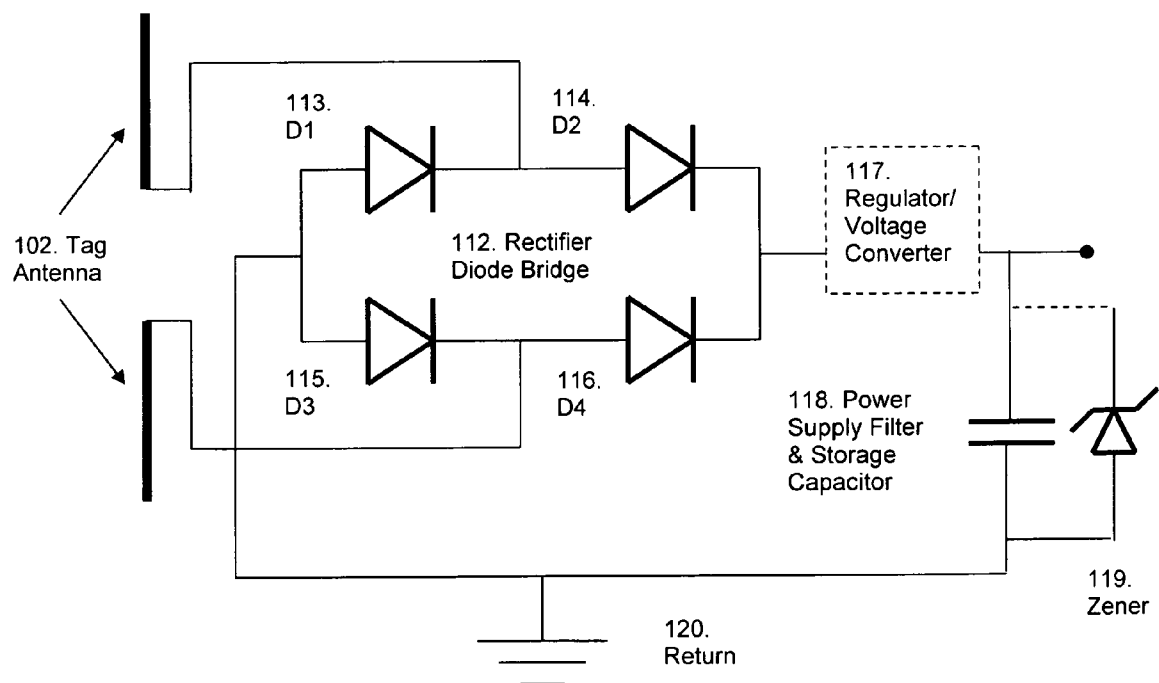 113.
D1
114.
D2
117.
Regulator/
Voltage
Converter
102. Tag
Antenna
112. Rectifier
Diode Bridge
115.
D3
116.
D4
118. Power
Supply Filter
& Storage
Capacitor
119.
Zener
120.
Return